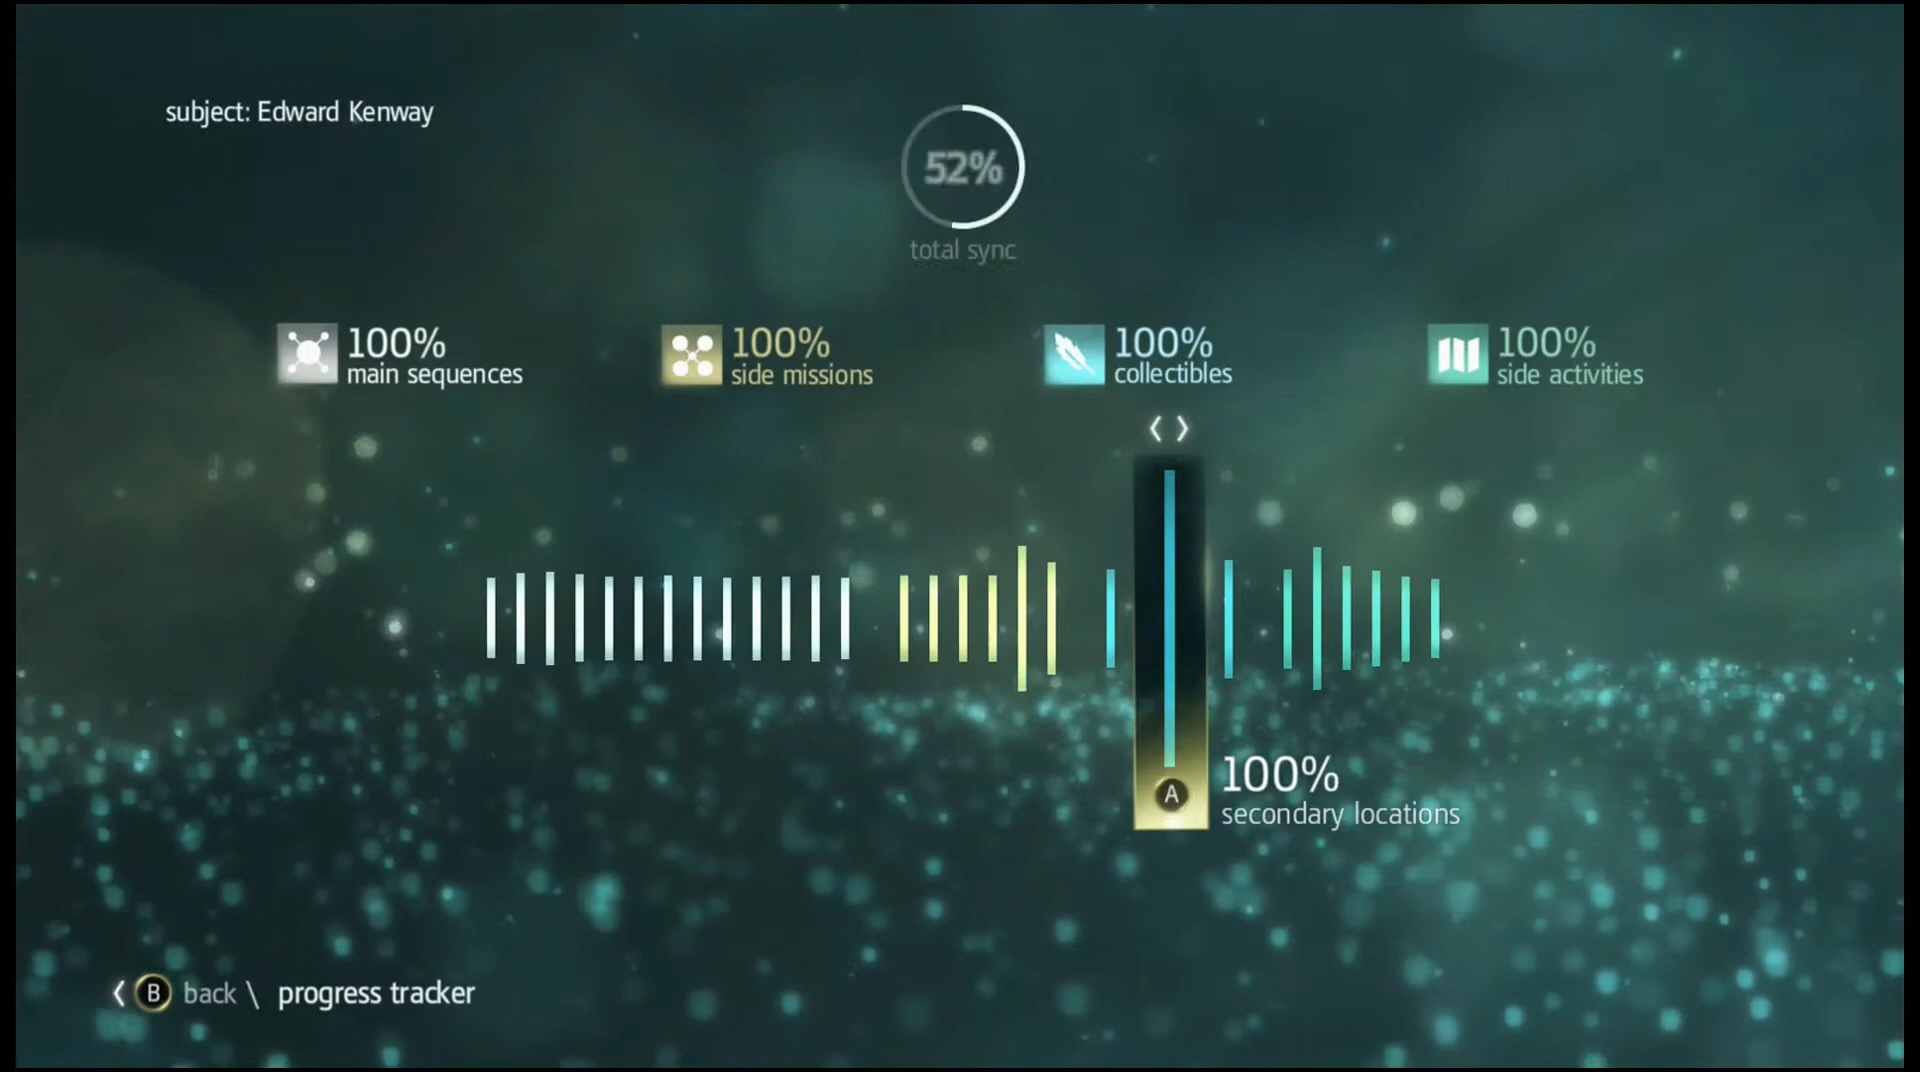 subject: Edward Kenway
52%
total sync
100%
main sequences
100%
side missions
100%
collectibles
100%
side activities
A
100%
secondary locations
B back \ progress tracker